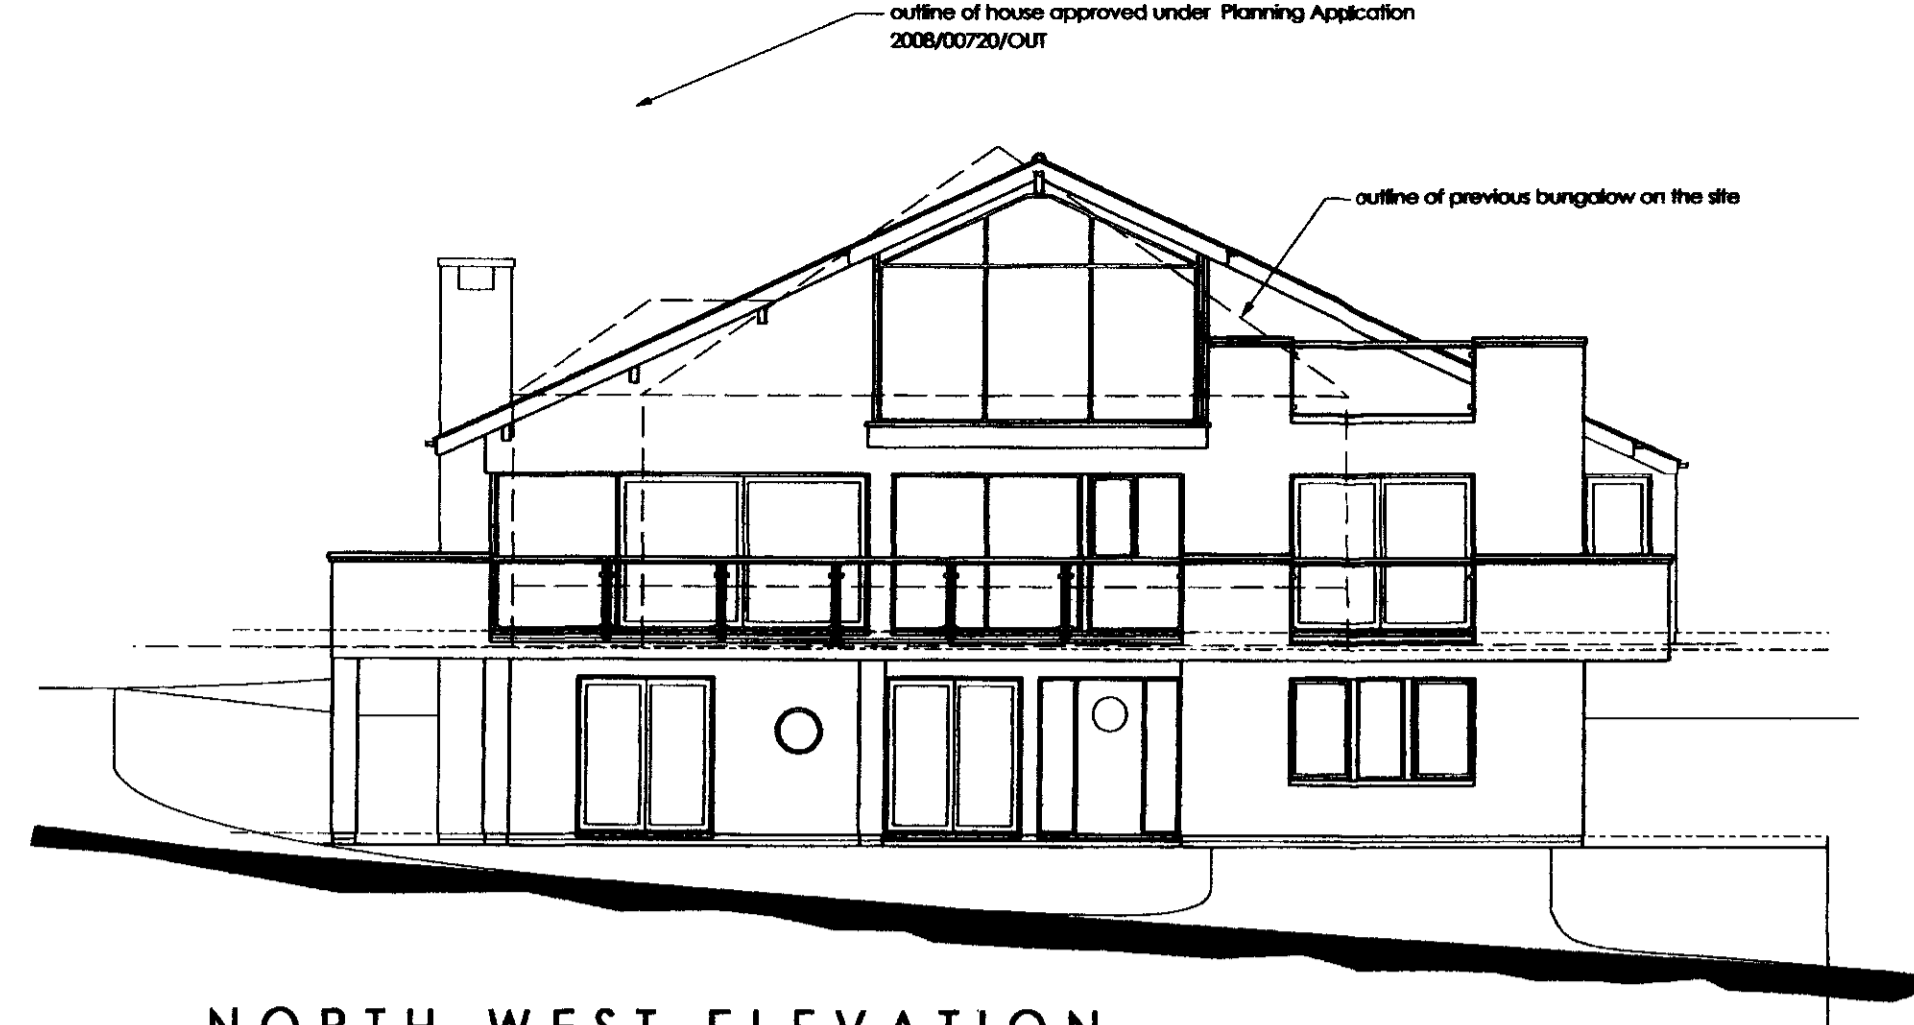 outline of house approved under Planning Application
2008/00720/OUT
outline of previous bungalow on the site
NORTH WEST ELEVATION